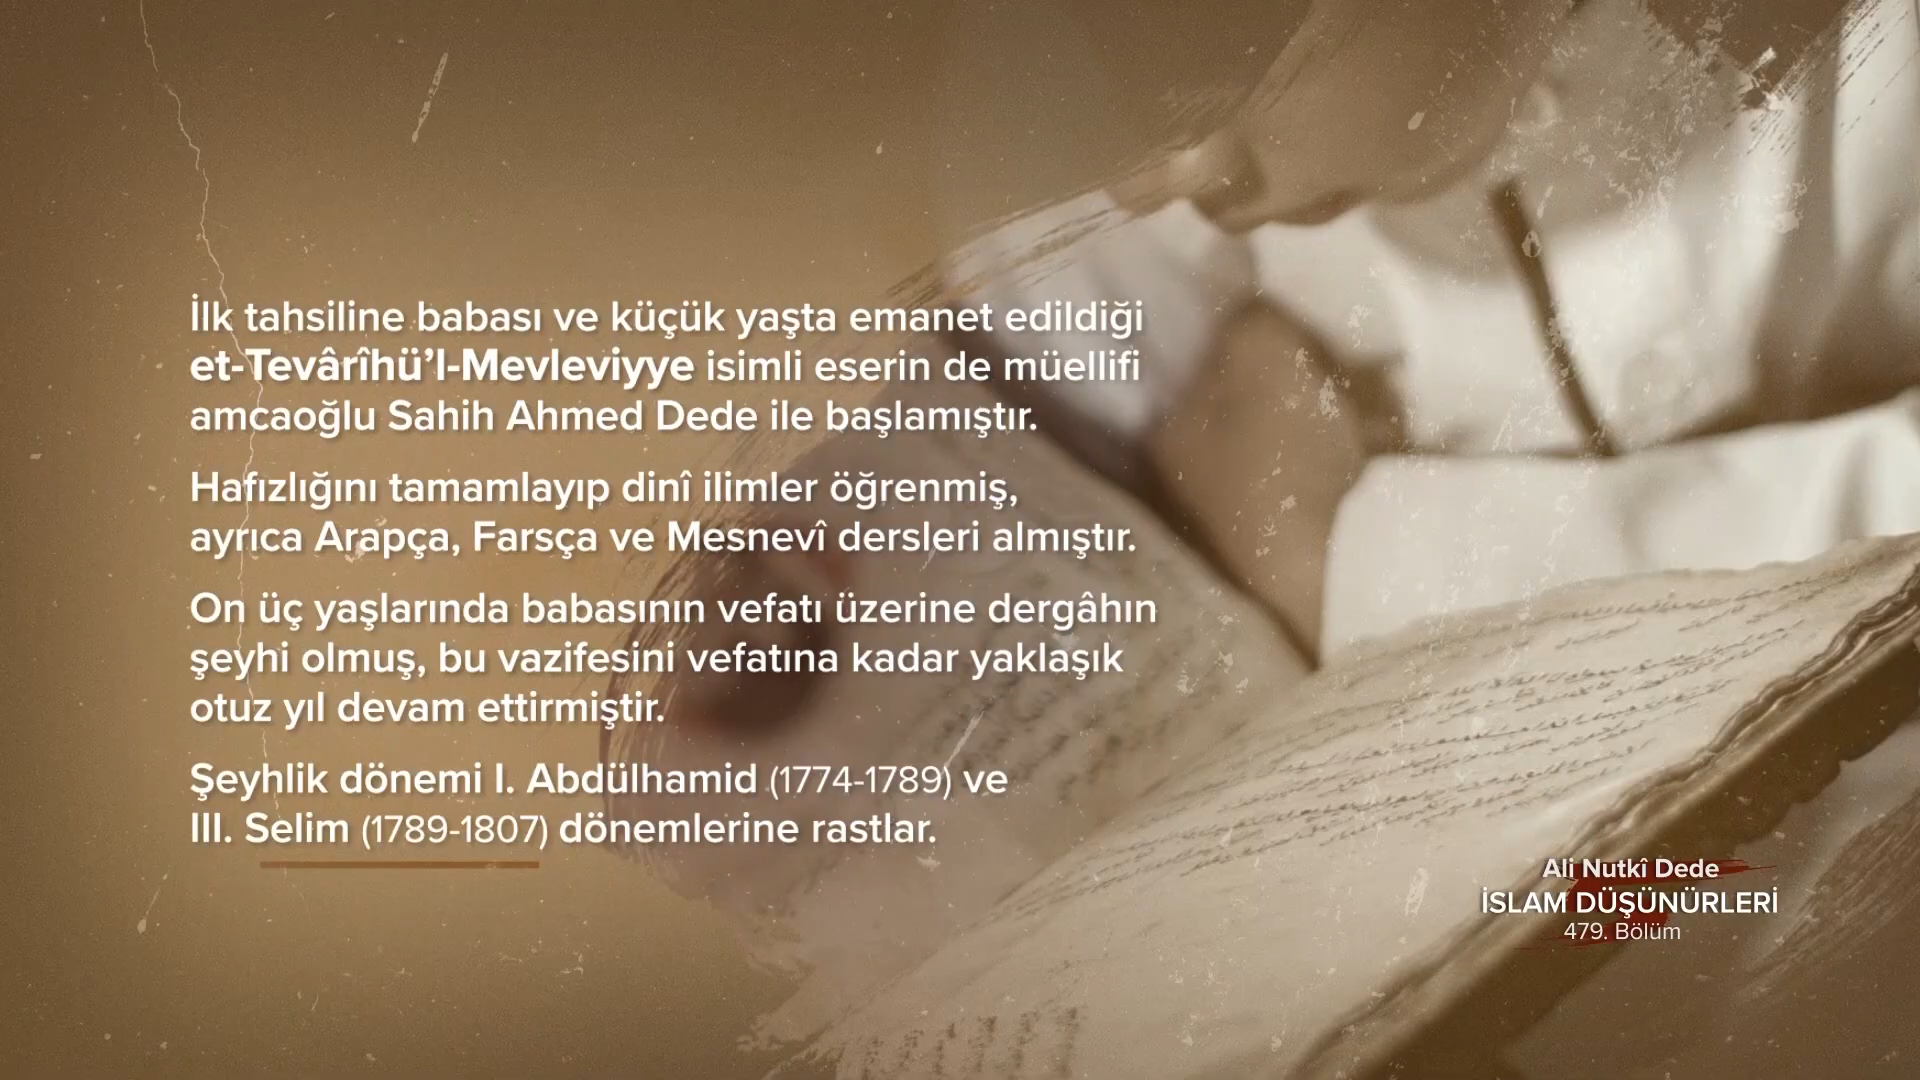 İlk tahsiline babası ve küçük yaşta emanet edildiği
et-Tevârîhü’l-Mevleviyye isimli eserin de müellifi
amcaoğlu Sahih Ahmed Dede ile başlamıştır.
Hafızlığını tamamlayıp dinî ilimler öğrenmiş,
ayrıca Arapça, Farsça ve Mesnevî dersleri almıştır.
On üç yaşlarında babasının vefatı üzerine dergâhın
şeyhi olmuş, bu vazifesini vefatına kadar yaklaşık
otuz yıl devam ettirmiştir.
Şeyhlik dönemi I. Abdülhamid (1774-1789) ve
III. Selim (1789-1807) dönemlerine rastlar.
Ali Nutkî Dede
İSLAM DÜŞÜNÜRLERİ
479. Bölüm